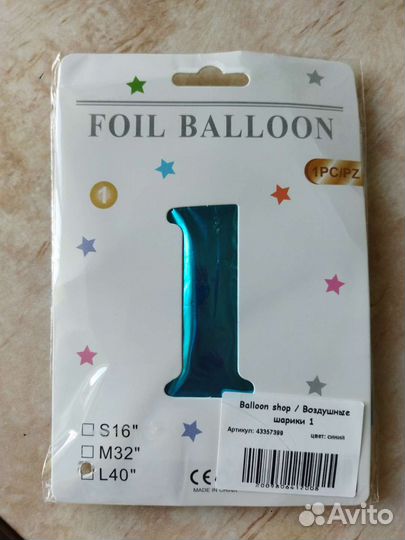 FOIL BALLOON
1PC/PZ
1
Balloon shop / Воздушные
шарики 1
Артикул: 43357399
цвет: синий
S16"
M32"
L40"
CE
MADE IN CHINA
Avito